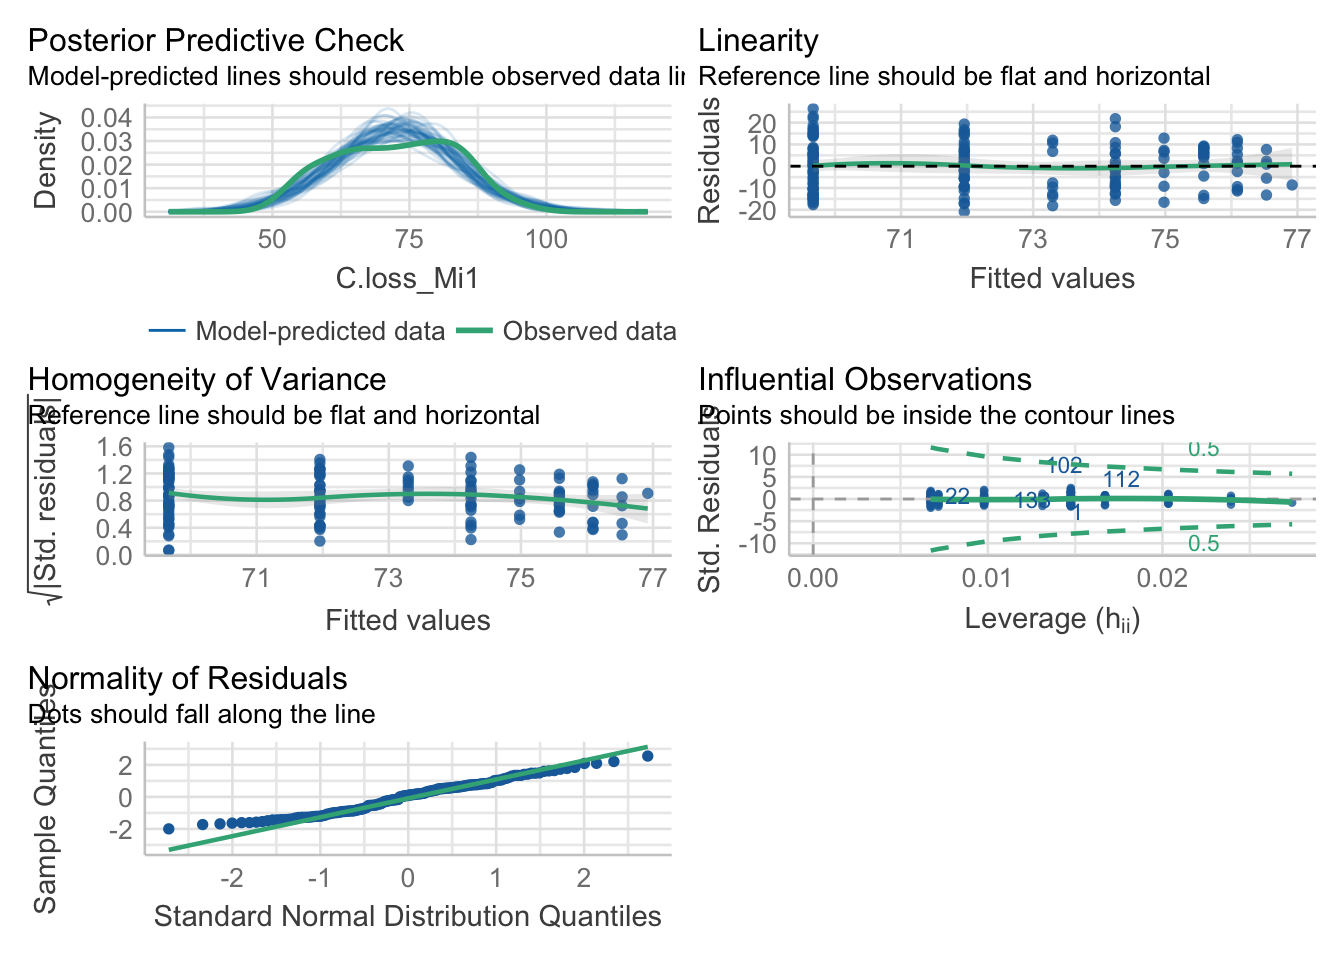 Posterior Predictive Check
Model-predicted lines should resemble observed data lin
Density
0.04
0.03
0.02
0.01
0.00
50 75 100
C.loss_Mi1
Model-predicted data Observed data
Linearity
Reference line should be flat and horizontal
Residuals
20
10
0
-10
-20
71 73 75 77
Fitted values
Homogeneity of Variance
Reference line should be flat and horizontal
√|Std. residuals|
1.6
1.2
0.8
0.4
0.0
71 73 75 77
Fitted values
Influential Observations
Points should be inside the contour lines
Std. Residuals
10
5
0
-5
-10
0.5
102
112
22
1
0.5
0.00 0.01 0.02
Leverage (hii)
Normality of Residuals
Dots should fall along the line
Sample Quantiles
2
0
-2
-2 -1 0 1 2
Standard Normal Distribution Quantiles